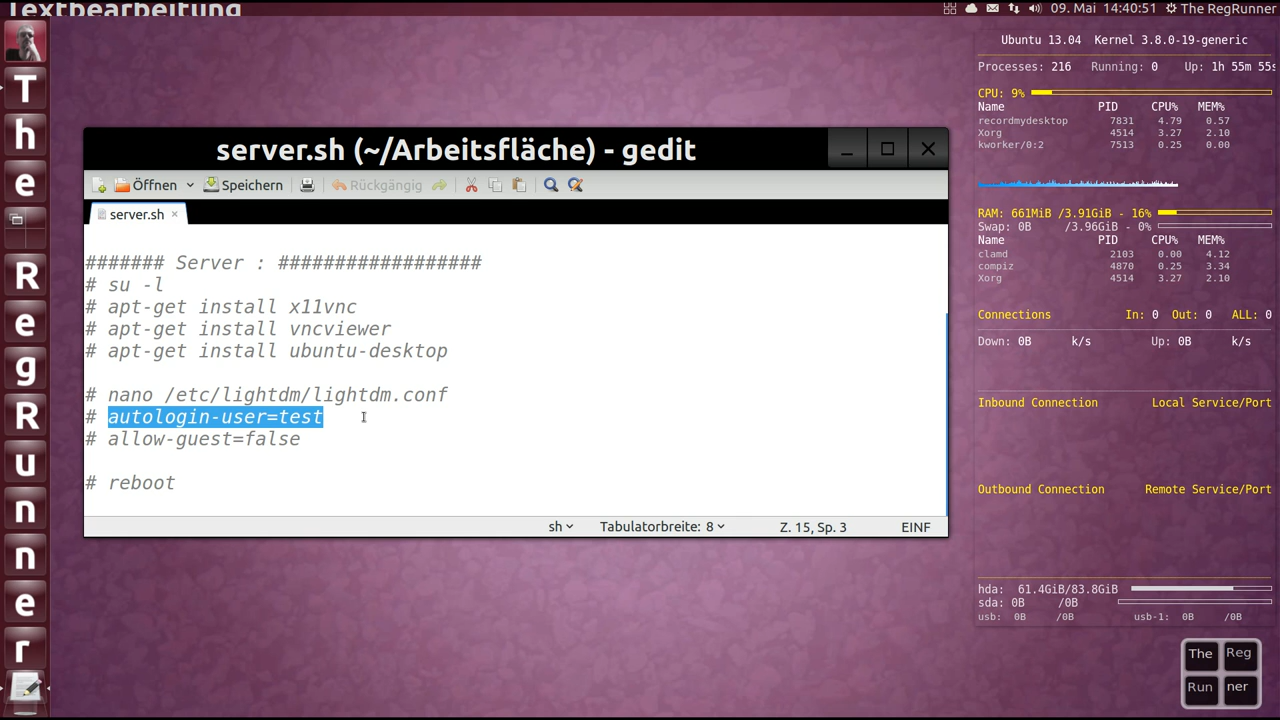 Textbearbeitung
09. Mai 14:40:51 The RegRunner
T
h
e
R
e
g
R
u
n
n
e
r
server.sh (~/Arbeitsfläche) - gedit
Öffnen Speichern Rückgängig
server.sh ×
####### Server : ##################
# su -l
# apt-get install x11vnc
# apt-get install vncviewer
# apt-get install ubuntu-desktop
# nano /etc/lightdm/lightdm.conf
# autologin-user=test
# allow-guest=false
# reboot
sh Tabulatorbreite: 8 Z. 15, Sp. 3 EINF
Ubuntu 13.04 Kernel 3.8.0-19-generic
Processes: 216 Running: 0 Up: 1h 55m 55s
CPU: 9%
Name PID CPU% MEM%
recordmydesktop 7831 4.79 0.57
Xorg 4514 3.27 2.10
kworker/0:2 7513 0.25 0.00
RAM: 661MiB /3.91GiB - 16%
Swap: 0B /3.96GiB - 0%
Name PID CPU% MEM%
clamd 2103 0.00 4.12
compiz 4870 0.25 3.34
Xorg 4514 3.27 2.10
Connections In: 0 Out: 0 ALL: 0
Down: 0B k/s Up: 0B k/s
Inbound Connection Local Service/Port
Outbound Connection Remote Service/Port
hda: 61.4GiB/83.8GiB
sda: 0B /0B
usb: 0B /0B usb-1: 0B /0B
The Reg
Run ner